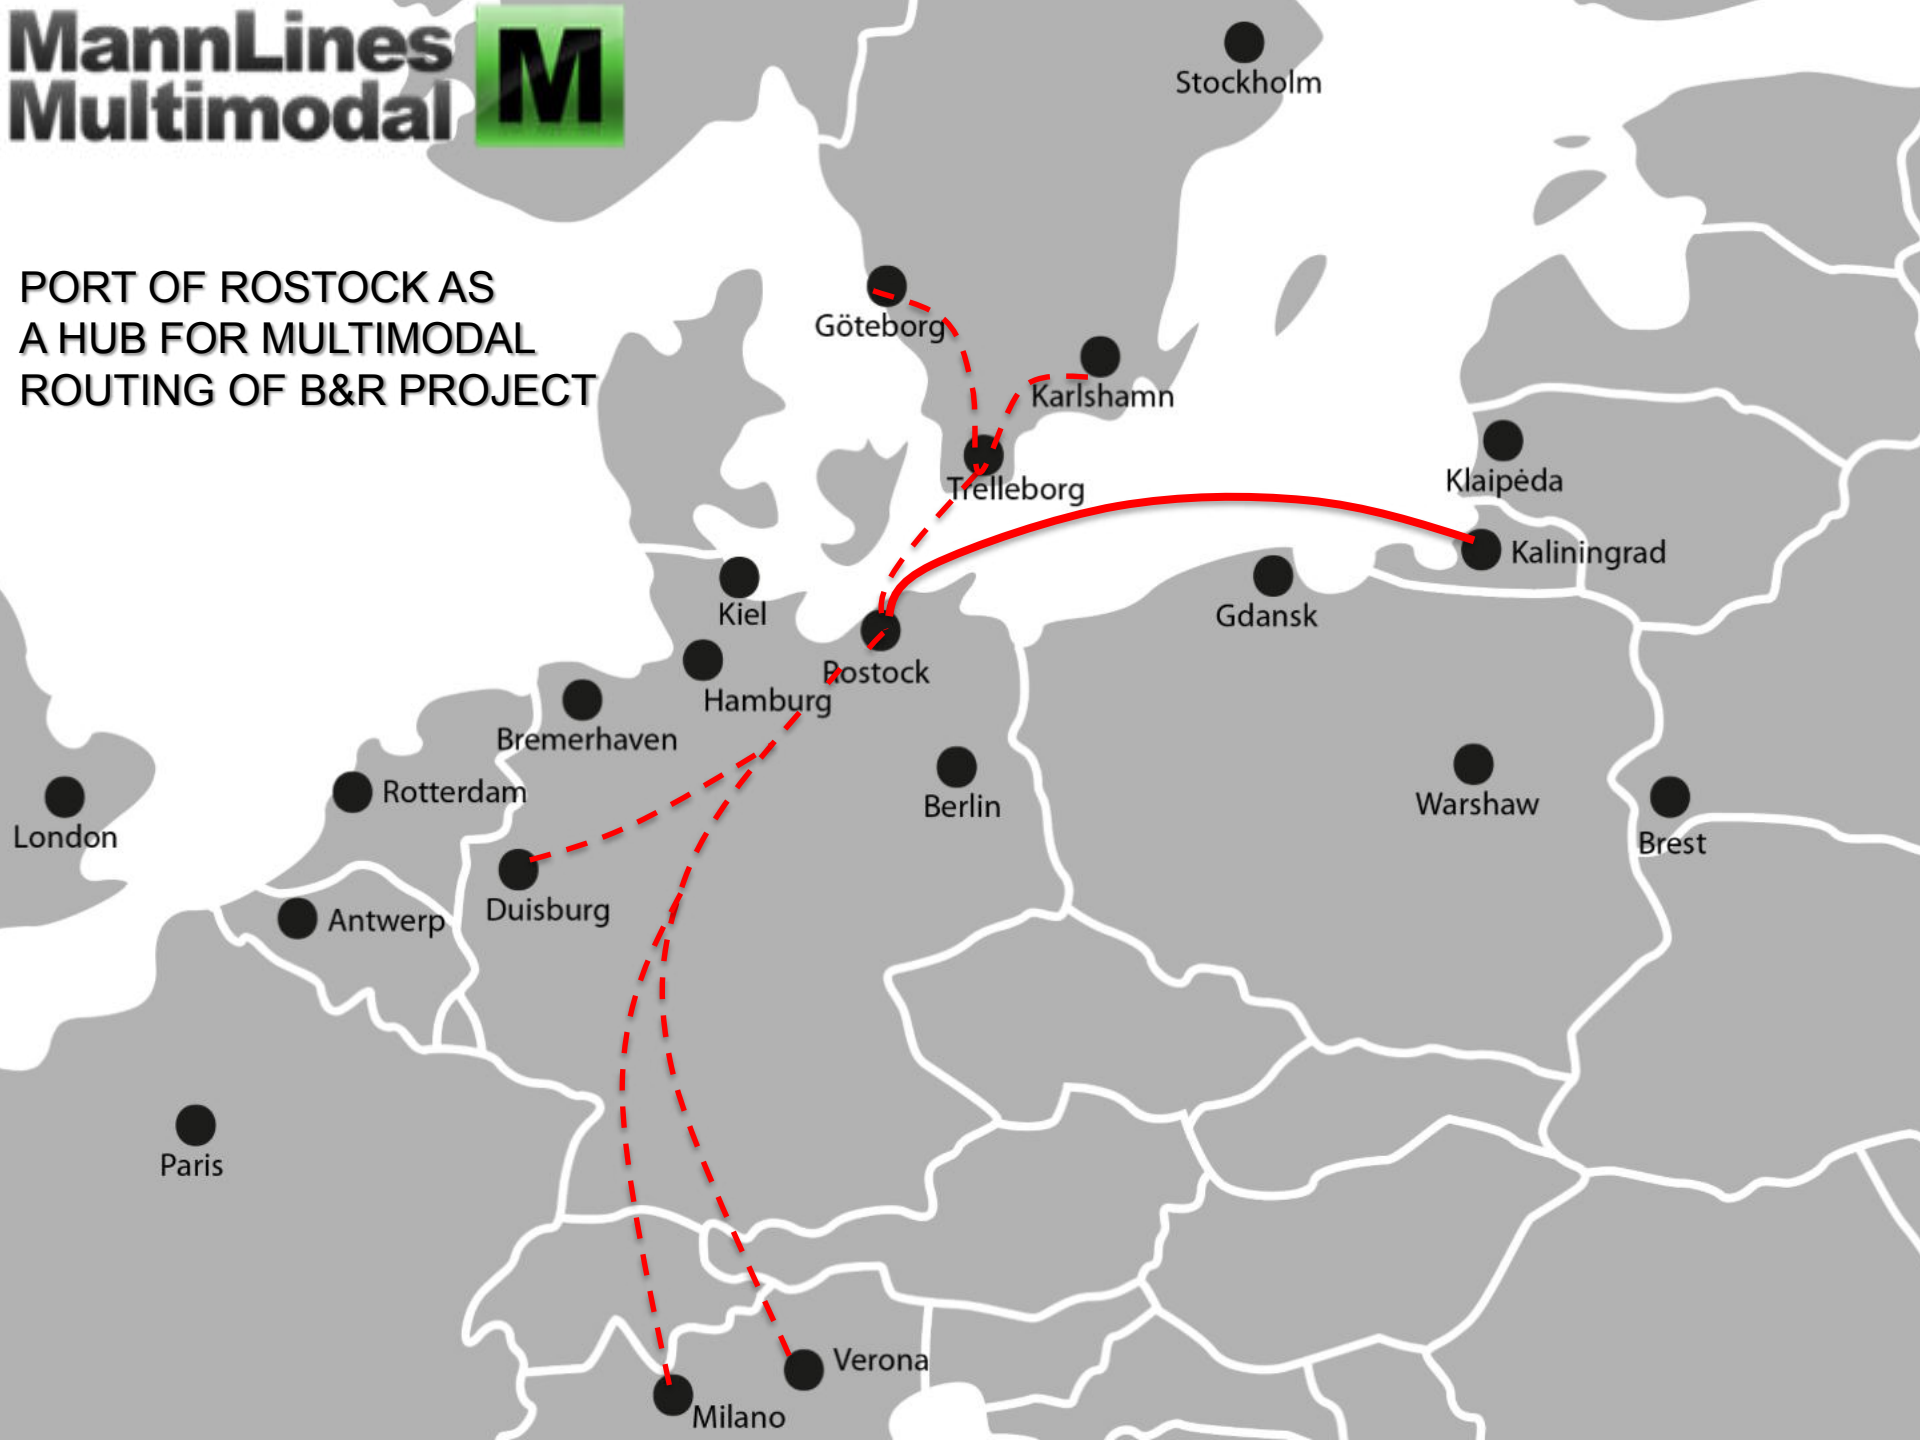 MannLines
Multimodal
M
PORT OF ROSTOCK AS
A HUB FOR MULTIMODAL
ROUTING OF B&R PROJECT
Stockholm
Göteborg
Karlshamn
Trelleborg
Klaipėda
Kaliningrad
Kiel
Gdansk
Rostock
Hamburg
Bremerhaven
Rotterdam
London
Berlin
Warshaw
Brest
Duisburg
Antwerp
Paris
Verona
Milano